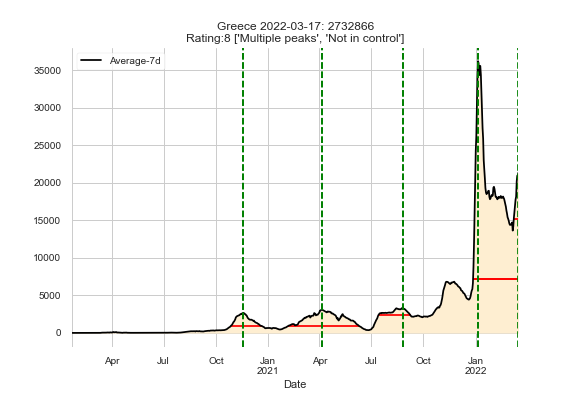 Greece 2022-03-17: 2732866
Rating:8 ['Multiple peaks', 'Not in control']
Average-7d
35000
30000
25000
20000
15000
10000
5000
0
Apr Jul Oct Jan Apr Jul Oct Jan
2021 2022
Date